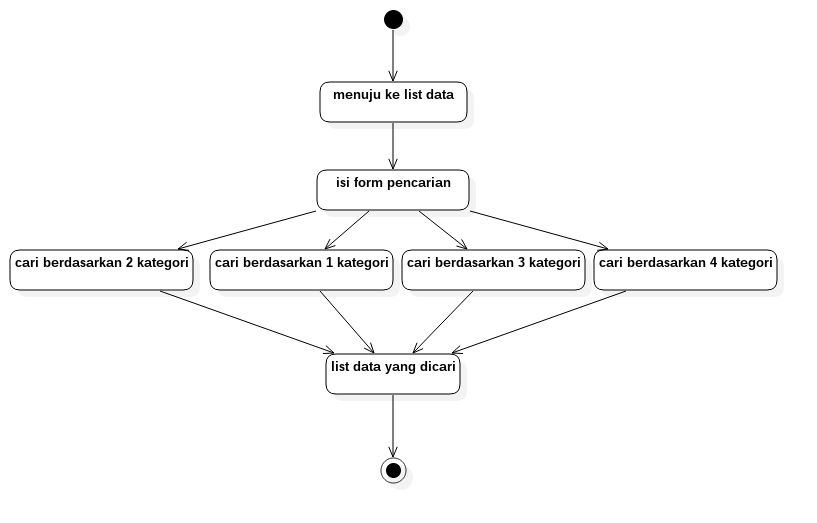 menuju ke list data
isi form pencarian
cari berdasarkan 2 kategori
cari berdasarkan 1 kategori
cari berdasarkan 3 kategori
cari berdasarkan 4 kategori
list data yang dicari